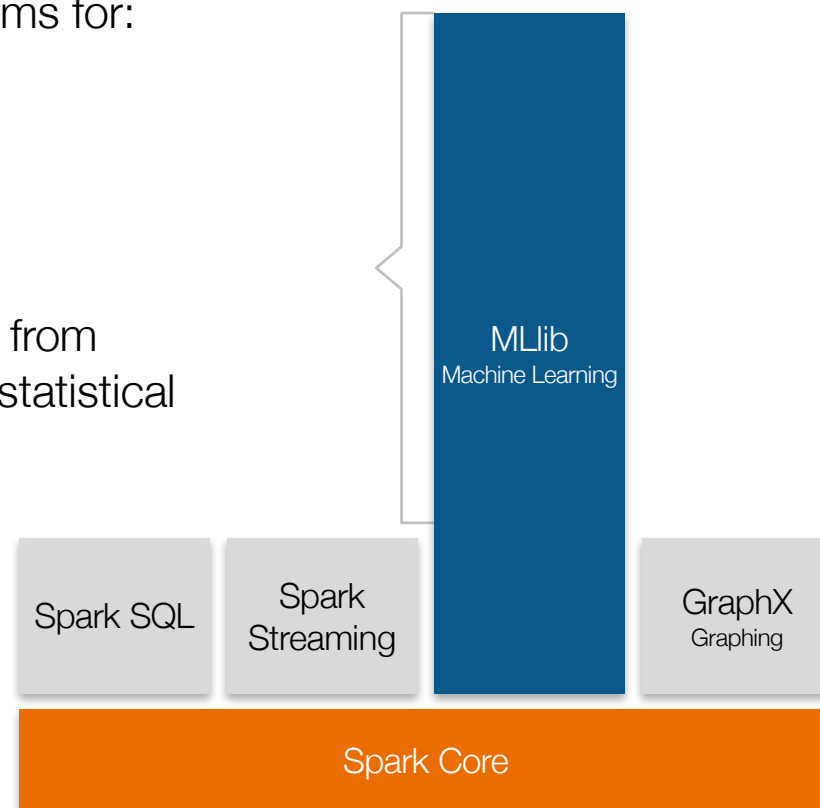 ms for:
from
statistical
MLlib
Machine Learning
Spark SQL
Spark
Streaming
GraphX
Graphing
Spark Core